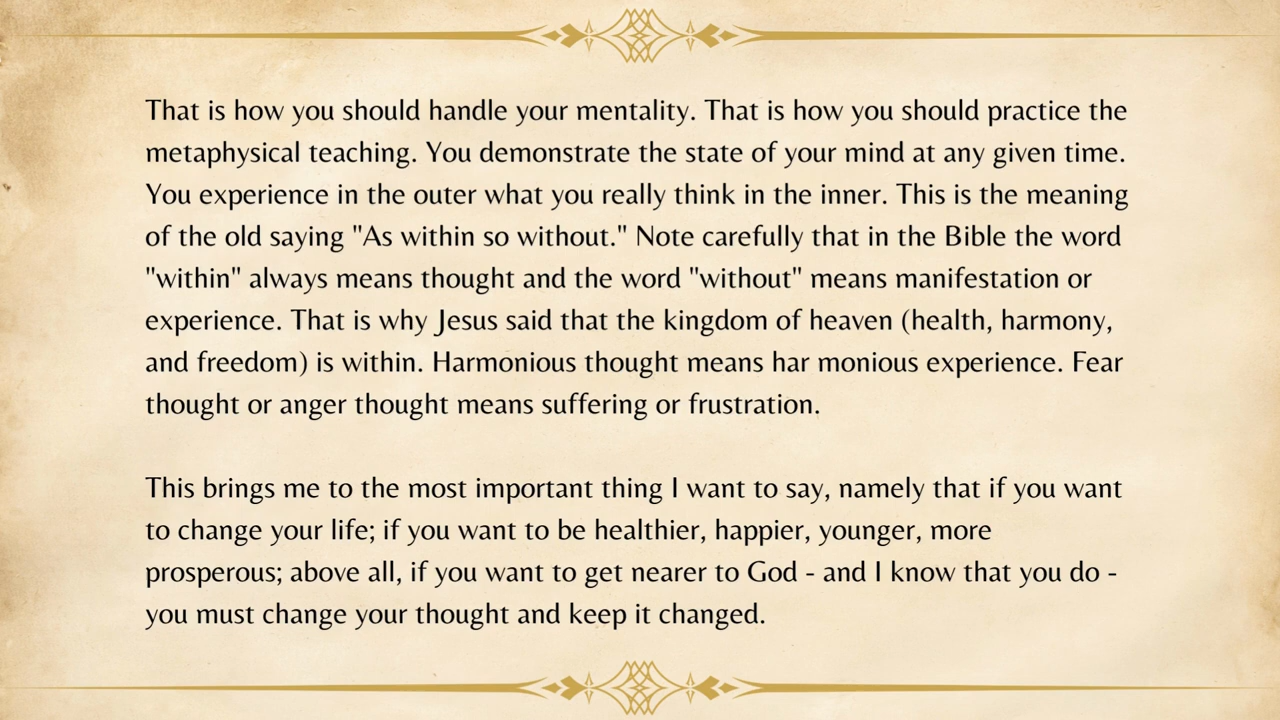 That is how you should handle your mentality. That is how you should practice the
metaphysical teaching. You demonstrate the state of your mind at any given time.
You experience in the outer what you really think in the inner. This is the meaning
of the old saying "As within so without." Note carefully that in the Bible the word
"within" always means thought and the word "without" means manifestation or
experience. That is why Jesus said that the kingdom of heaven (health, harmony,
and freedom) is within. Harmonious thought means har monious experience. Fear
thought or anger thought means suffering or frustration.
This brings me to the most important thing I want to say, namely that if you want
to change your life; if you want to be healthier, happier, younger, more
prosperous; above all, if you want to get nearer to God - and I know that you do -
you must change your thought and keep it changed.